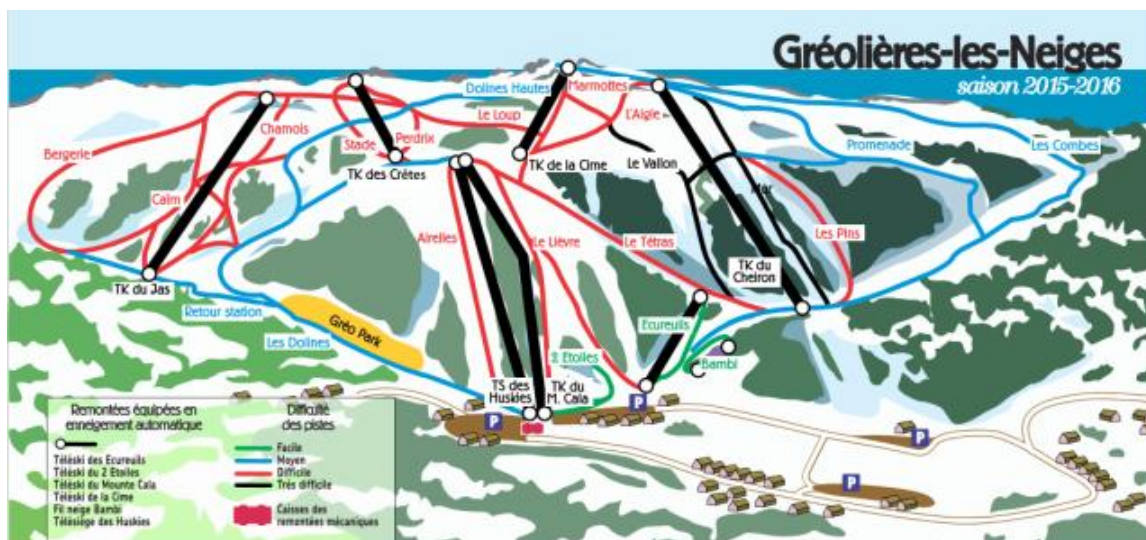 Gréolières-les-Neiges
saison 2015-2016
Dolines Hautes
Marmottes
Chamois
Le Loup
L'Aigle
Stade
Perdrix
Bergerie
TK des Crêtes
TK de la Cime
Le Vallon
Promenade
Les Combes
Calm
Airelles
Le Lièvre
Le Tétras
Les Pins
TK du Jas
TK du
Cheiron
Retour station
Gréo Park
Les Dolines
Ecureuils
2 Etoiles
Bambi
TS des
Huskies
TK du
M. Cala
P
P
P
P
Remontées équipées en
enneigement automatique
Téléski des Ecureuils
Téléski du 2 Etoiles
Téléski du Mounte Cala
Téléski de la Cime
Fil neige Bambi
Télésiège des Huskies
Difficulté
des pistes
Facile
Moyen
Difficile
Très difficile
Caisses des
remontées mécaniques